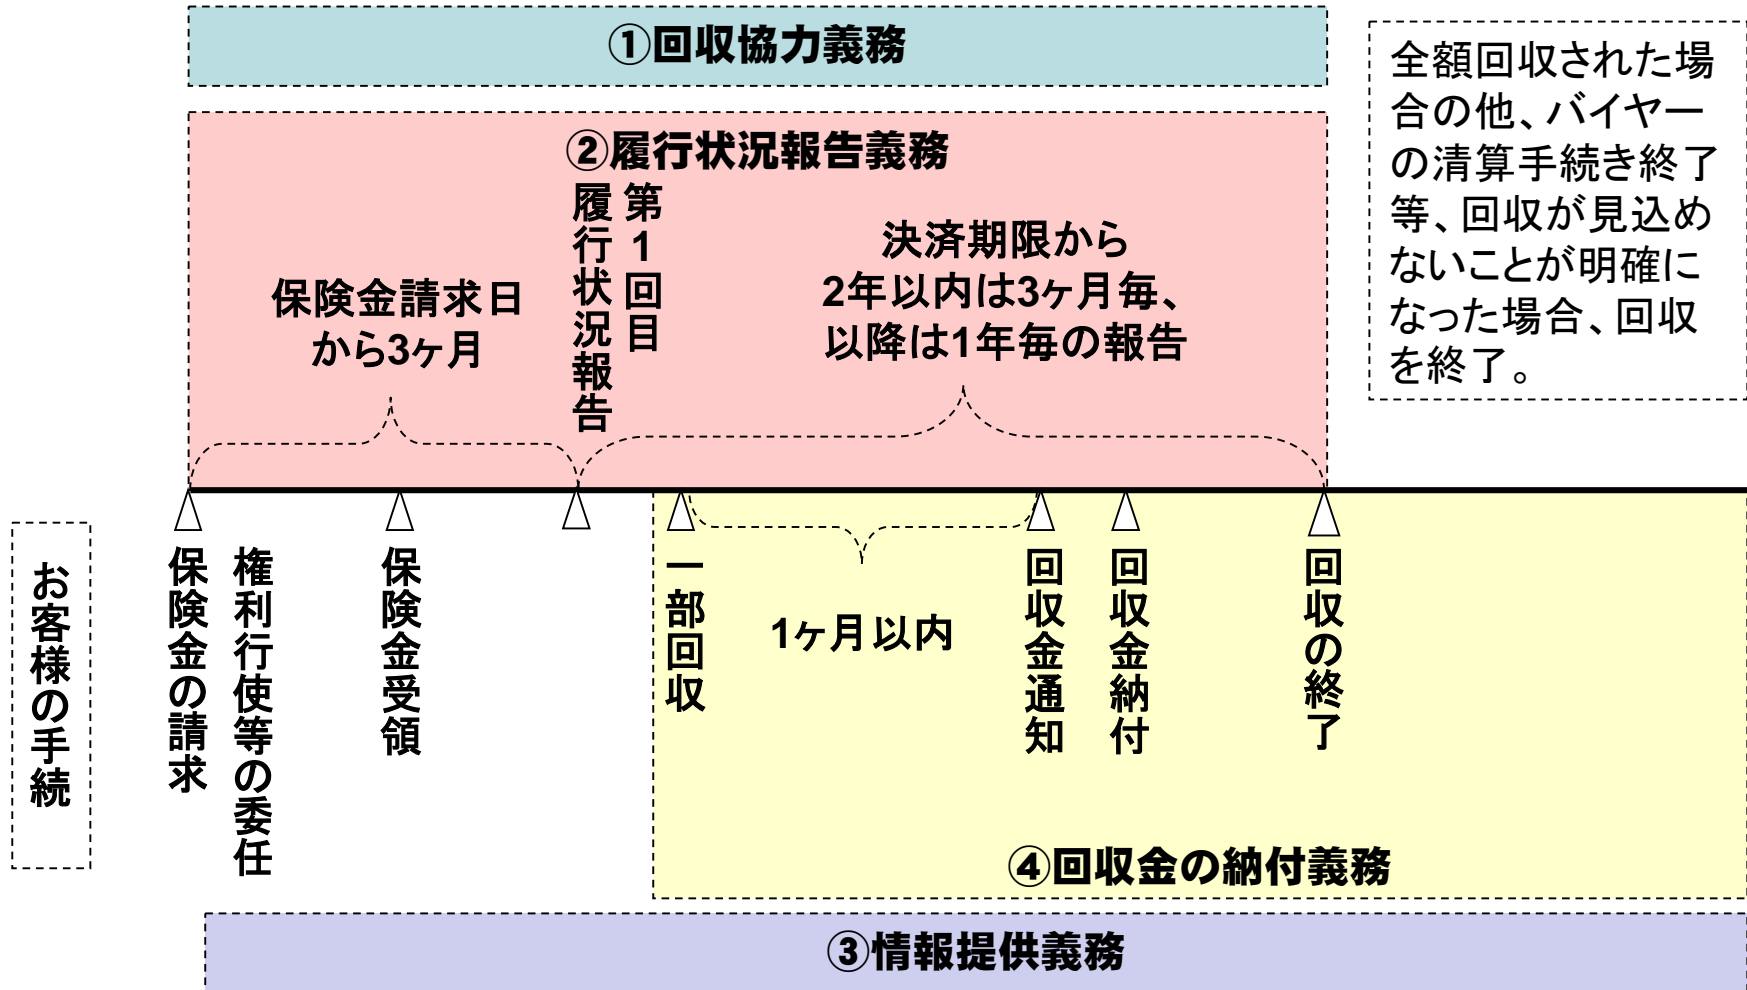 ①回収協力義務
全額回収された場
合の他、バイヤー
の清算手続き終了
等、回収が見込め
ないことが明確に
なった場合、回収
を終了。
②履行状況報告義務
保険金請求日
から3ヶ月
第1回目
履行状況報告
決済期限から
2年以内は3ヶ月毎、
以降は1年毎の報告
お客様の手続
保険金の請求
権利行使等の委任
保険金受領
一部回収
1ヶ月以内
回収金通知
回収金納付
回収の終了
④回収金の納付義務
③情報提供義務